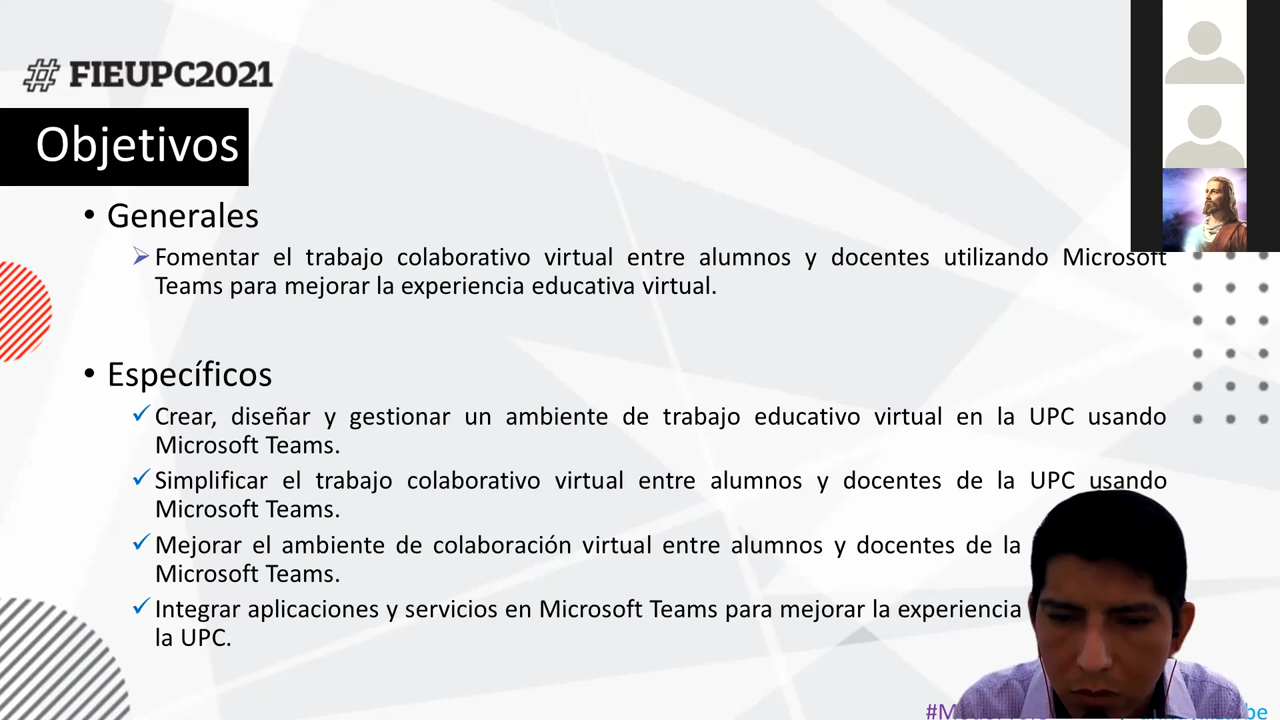 # FIEUPC2021
Objetivos
• Generales
Fomentar el trabajo colaborativo virtual entre alumnos y docentes utilizando Microsoft
Teams para mejorar la experiencia educativa virtual.
• Específicos
Crear, diseñar y gestionar un ambiente de trabajo educativo virtual en la UPC usando
Microsoft Teams.
Simplificar el trabajo colaborativo virtual entre alumnos y docentes de la UPC usando
Microsoft Teams.
Mejorar el ambiente de colaboración virtual entre alumnos y docentes de la
Microsoft Teams.
Integrar aplicaciones y servicios en Microsoft Teams para mejorar la experiencia
la UPC.